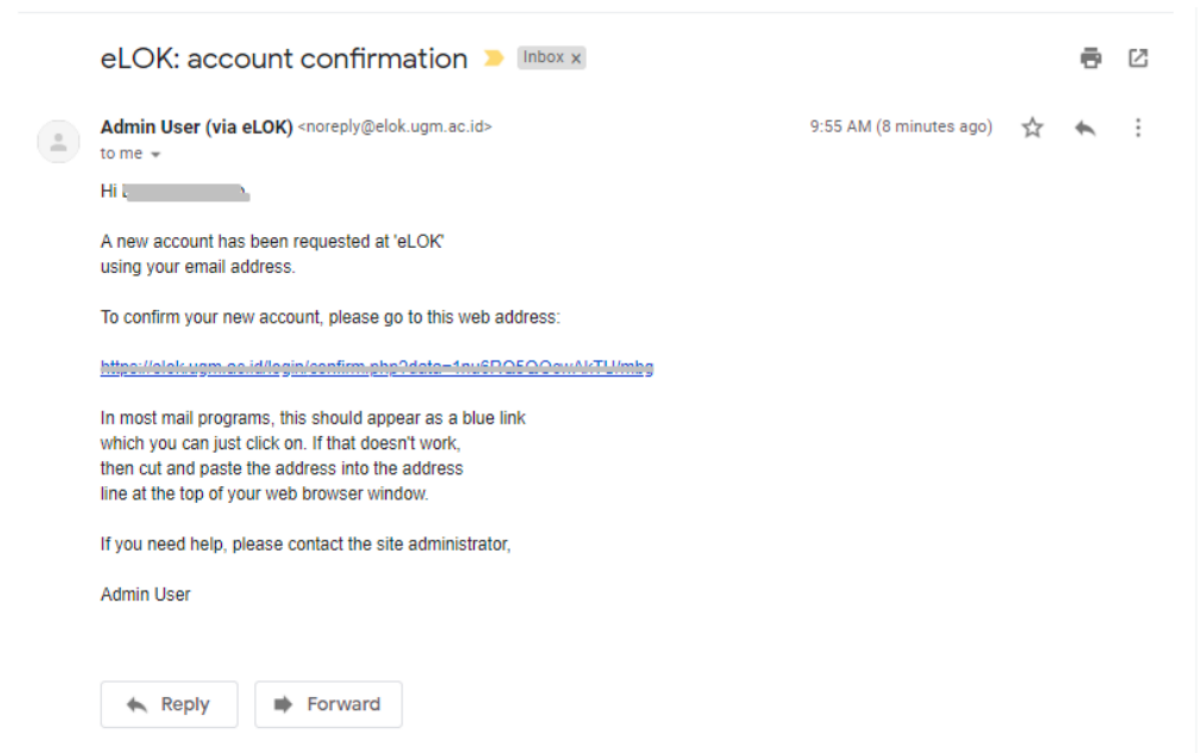 eLOK: account confirmation Inbox x
Admin User (via eLOK) <noreply@elok.ugm.ac.id> 9:55 AM (8 minutes ago)
to me
Hi
A new account has been requested at 'eLOK'
using your email address.
To confirm your new account, please go to this web address:
In most mail programs, this should appear as a blue link
which you can just click on. If that doesn't work,
then cut and paste the address into the address
line at the top of your web browser window.
If you need help, please contact the site administrator,
Admin User
Reply Forward